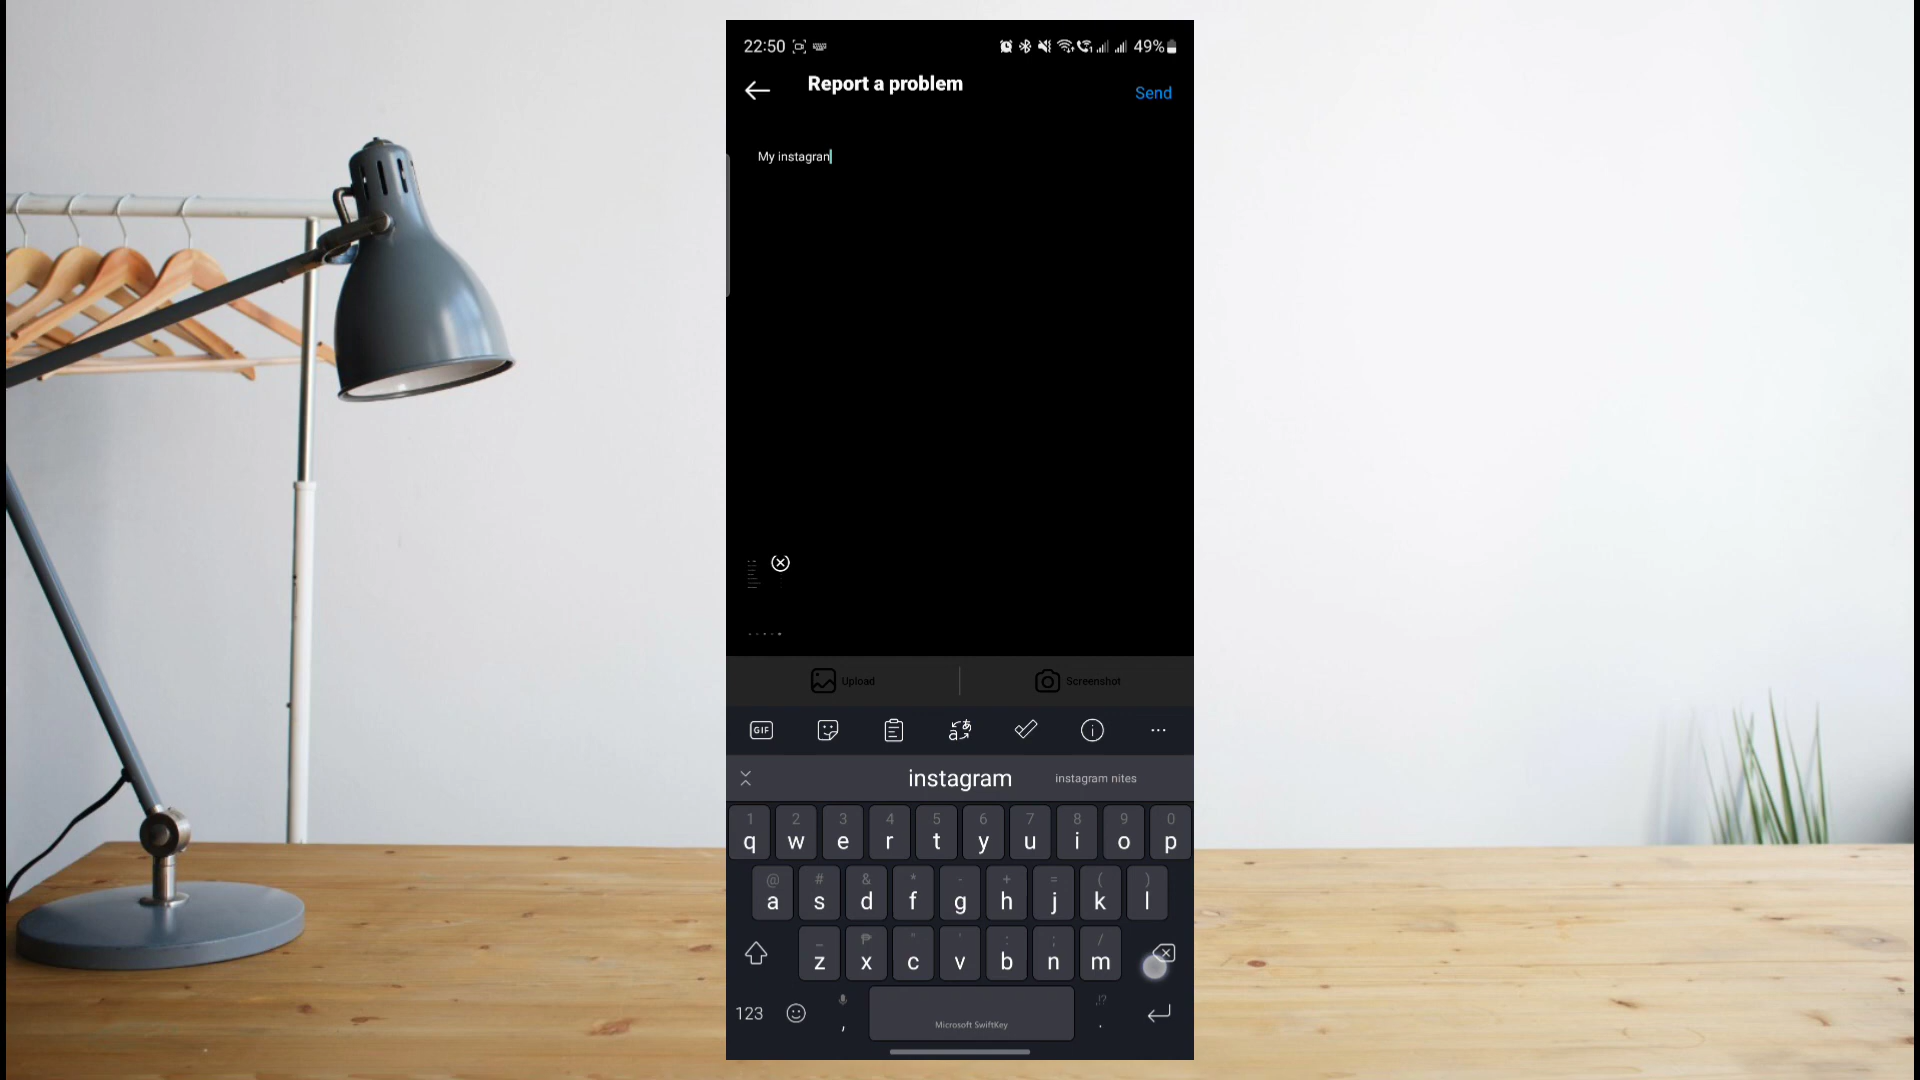 22:50 49%
Report a problem
Send
My instagran
Upload Screenshot
GIF
instagram instagram nites
1 2 3 4 5 6 7 8 9 0
q w e r t y u i o p
@ # & * - + = ( )
a s d f g h j k l
_ ₱ " ' : ; /
z x c v b n m
,!?
123 , Microsoft SwiftKey .